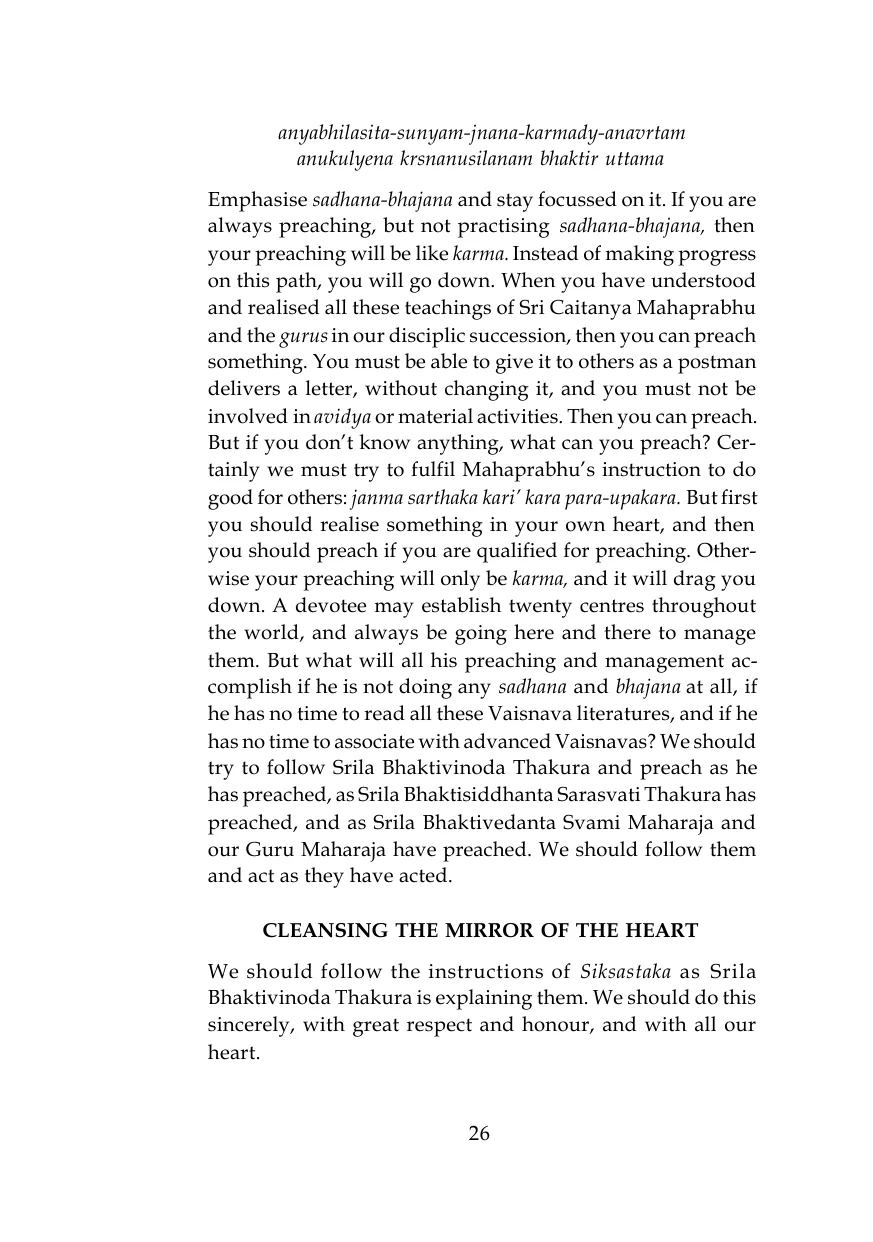 anyabhilasita-sunyam-jnana-karmady-anavrtam
anukulyena krsnanusilanam bhaktir uttama
Emphasise sadhana-bhajana and stay focussed on it. If you are
always preaching, but not practising sadhana-bhajana, then
your preaching will be like karma. Instead of making progress
on this path, you will go down. When you have understood
and realised all these teachings of Sri Caitanya Mahaprabhu
and the gurus in our disciplic succession, then you can preach
something. You must be able to give it to others as a postman
delivers a letter, without changing it, and you must not be
involved in avidya or material activities. Then you can preach.
But if you don’t know anything, what can you preach? Cer-
tainly we must try to fulfil Mahaprabhu’s instruction to do
good for others: janma sarthaka kari’ kara para-upakara. But first
you should realise something in your own heart, and then
you should preach if you are qualified for preaching. Other-
wise your preaching will only be karma, and it will drag you
down. A devotee may establish twenty centres throughout
the world, and always be going here and there to manage
them. But what will all his preaching and management ac-
complish if he is not doing any sadhana and bhajana at all, if
he has no time to read all these Vaisnava literatures, and if he
has no time to associate with advanced Vaisnavas? We should
try to follow Srila Bhaktivinoda Thakura and preach as he
has preached, as Srila Bhaktisiddhanta Sarasvati Thakura has
preached, and as Srila Bhaktivedanta Svami Maharaja and
our Guru Maharaja have preached. We should follow them
and act as they have acted.
CLEANSING THE MIRROR OF THE HEART
We should follow the instructions of Siksastaka as Srila
Bhaktivinoda Thakura is explaining them. We should do this
sincerely, with great respect and honour, and with all our
heart.
26